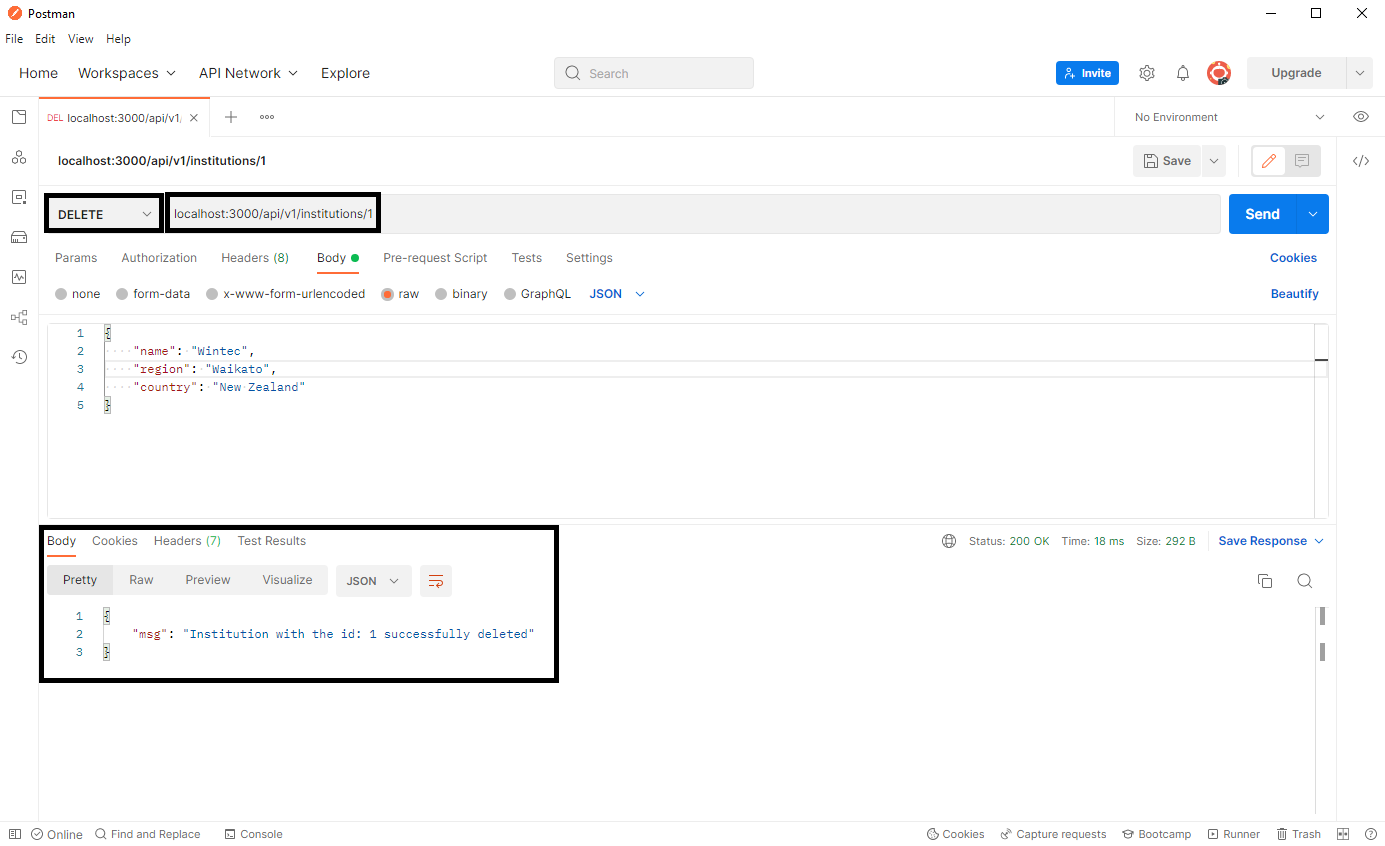 Postman
File Edit View Help
Home Workspaces API Network Explore Search Invite Upgrade
DEL localhost:3000/api/v1/ No Environment
localhost:3000/api/v1/institutions/1 Save
DELETE localhost:3000/api/v1/institutions/1 Send
Params Authorization Headers (8) Body Pre-request Script Tests Settings Cookies
none form-data x-www-form-urlencoded raw binary GraphQL JSON Beautify
1 {
2 "name": "Wintec",
3 "region": "Waikato",
4 "country": "New Zealand"
5 }
Body Cookies Headers (7) Test Results Status: 200 OK Time: 18 ms Size: 292 B Save Response
Pretty Raw Preview Visualize JSON
1 {
2 "msg": "Institution with the id: 1 successfully deleted"
3 }
Online Find and Replace Console Cookies Capture requests Bootcamp Runner Trash